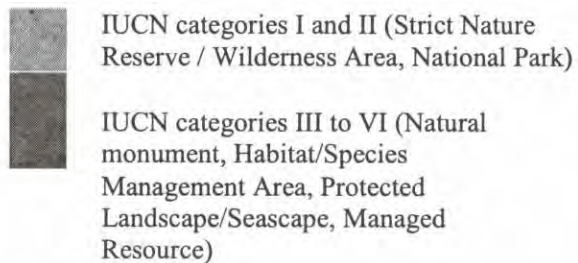 IUCN categories I and II (Strict Nature
Reserve / Wilderness Area, National Park)
IUCN categories III to VI (Natural
monument, Habitat/Species
Management Area, Protected
Landscape/Seascape, Managed
Resource)